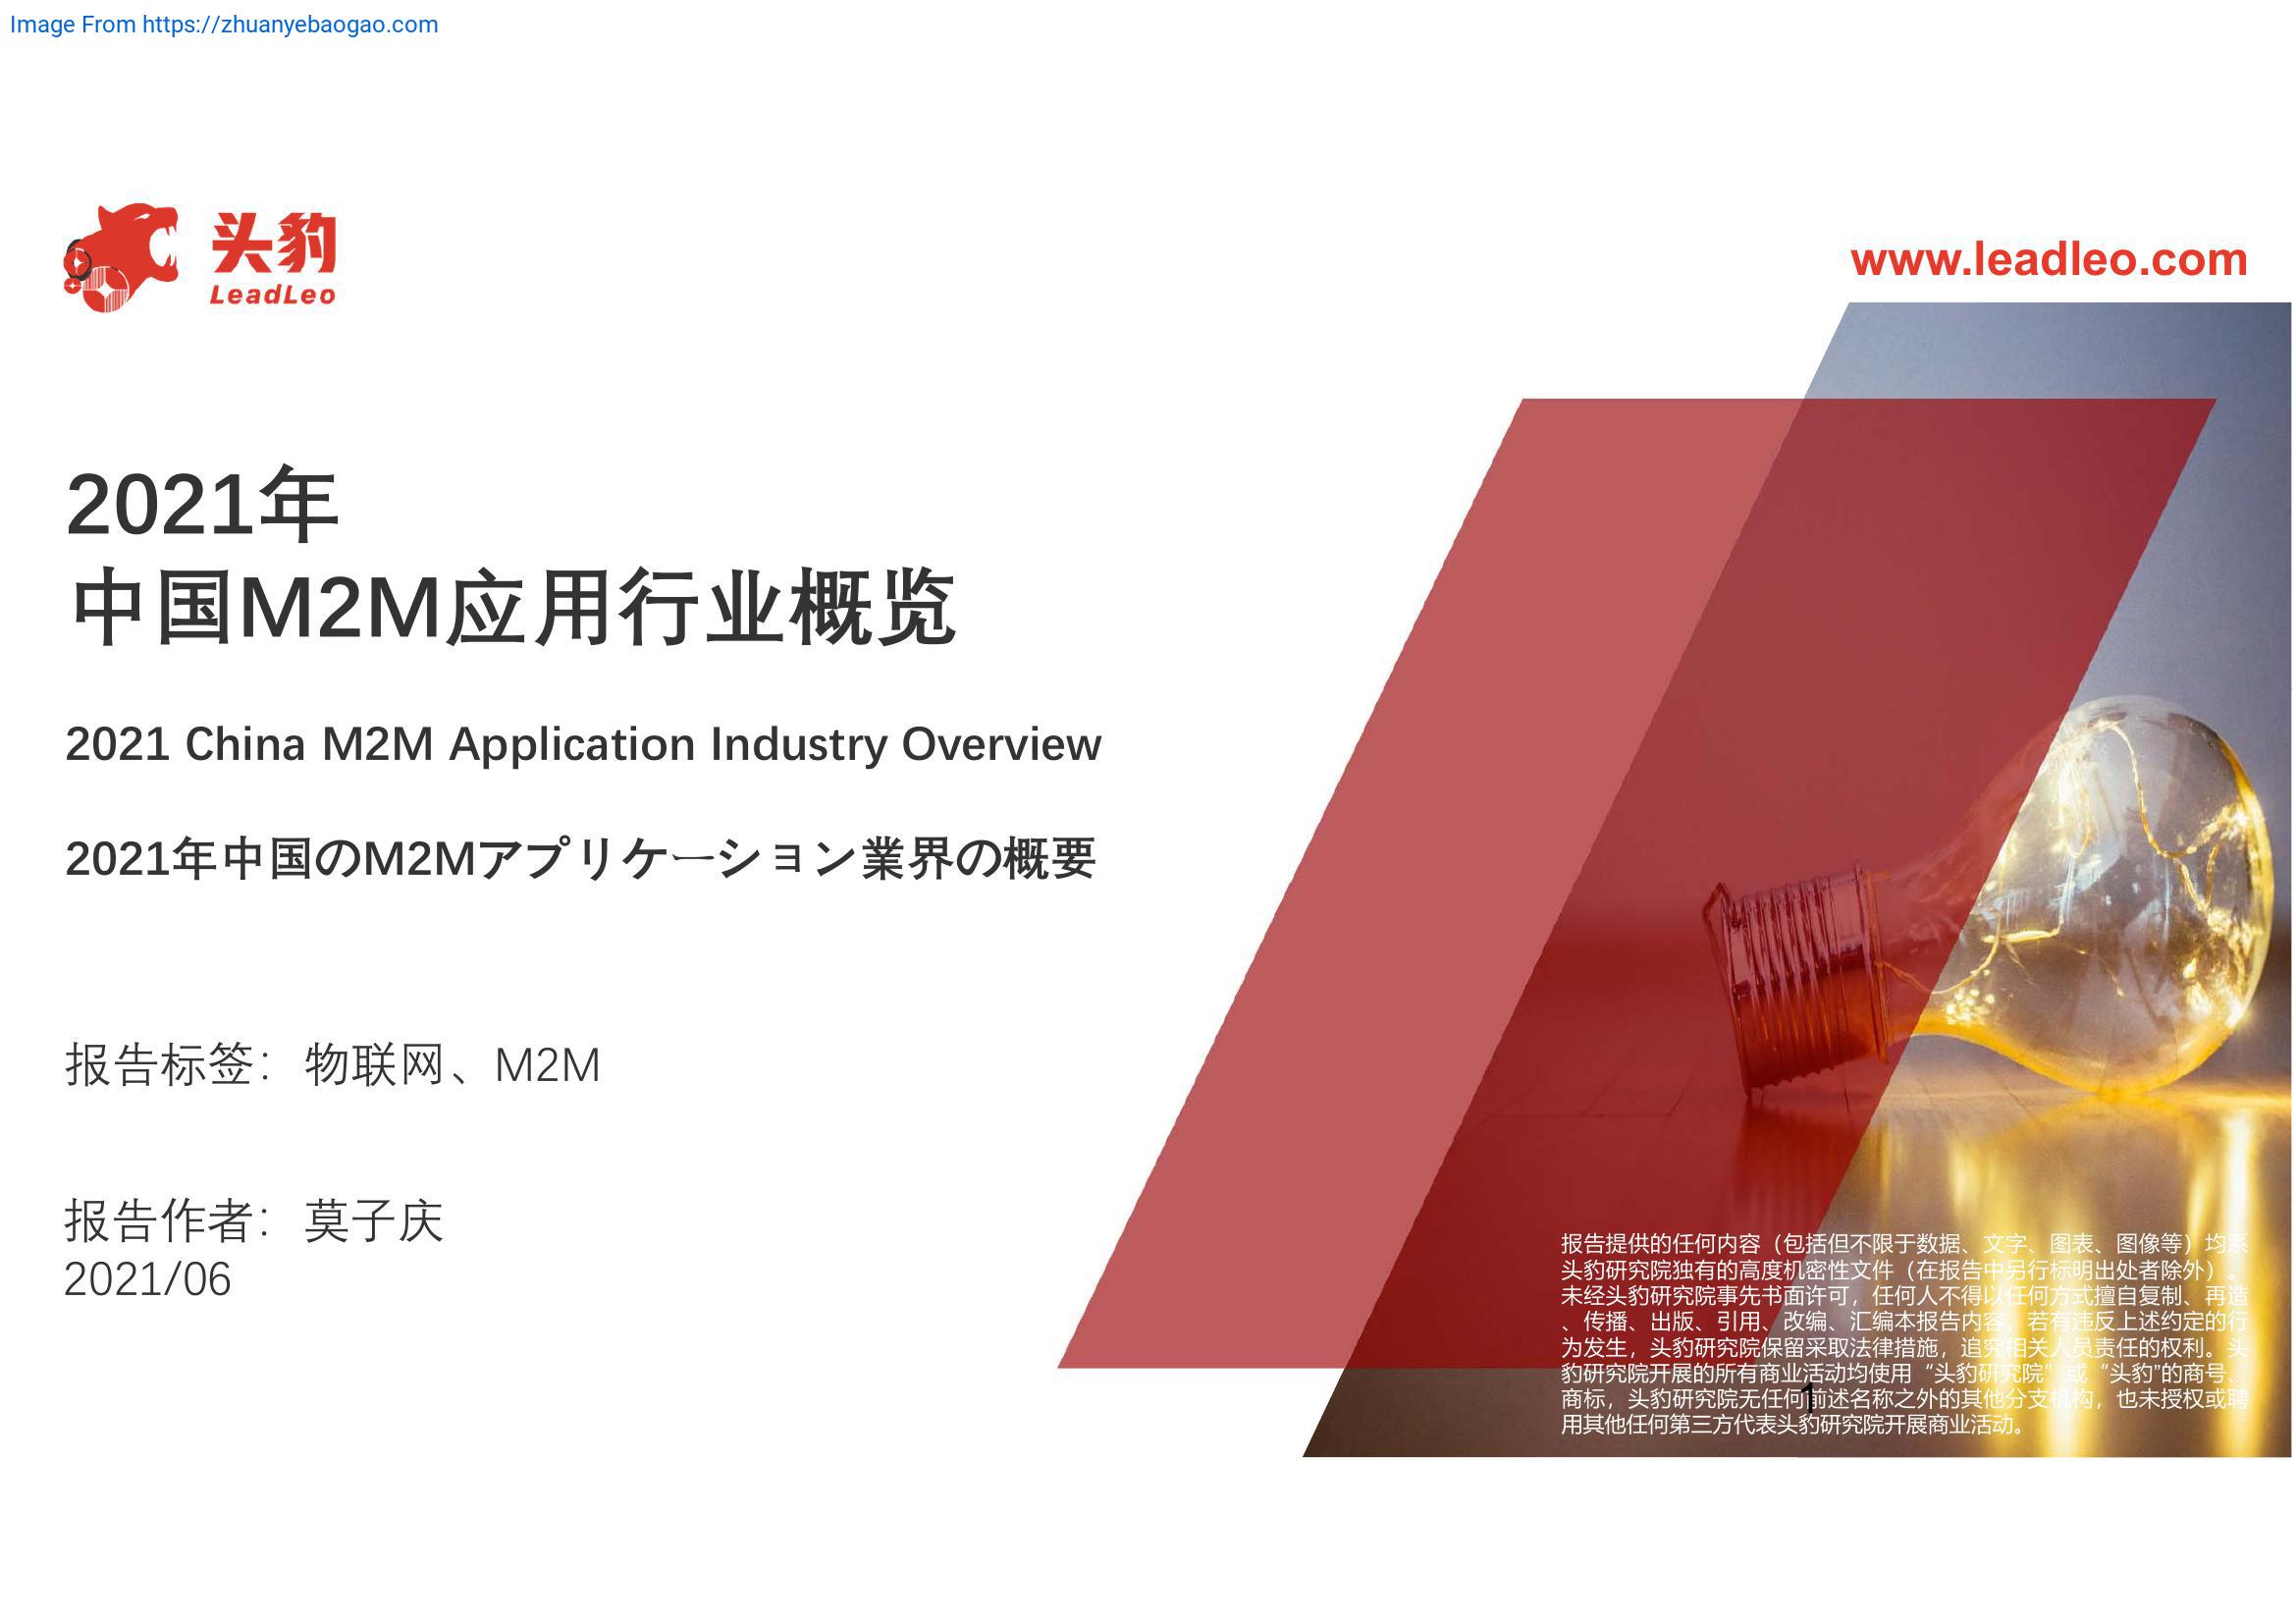 Image From https://zhuanyebaogao.com
头豹
LeadLeo
www.leadleo.com
2021年
中国M2M应用行业概览
2021 China M2M Application Industry Overview
2021年中国のM2Mアプリケーション業界の概要
报告标签：物联网、M2M
报告作者：莫子庆
2021/06
报告提供的任何内容（包括但不限于数据、文字、图表、图像等）均系
头豹研究院独有的高度机密性文件（在报告中另行标明出处者除外）。
未经头豹研究院事先书面许可，任何人不得以任何方式擅自复制、再造
、传播、出版、引用、改编、汇编本报告内容，若有违反上述约定的行
为发生，头豹研究院保留采取法律措施，追究相关人员责任的权利。头
豹研究院开展的所有商业活动均使用“头豹研究院”或“头豹”的商号、
商标，头豹研究院无任何前述名称之外的其他分支机构，也未授权或聘
用其他任何第三方代表头豹研究院开展商业活动。
1